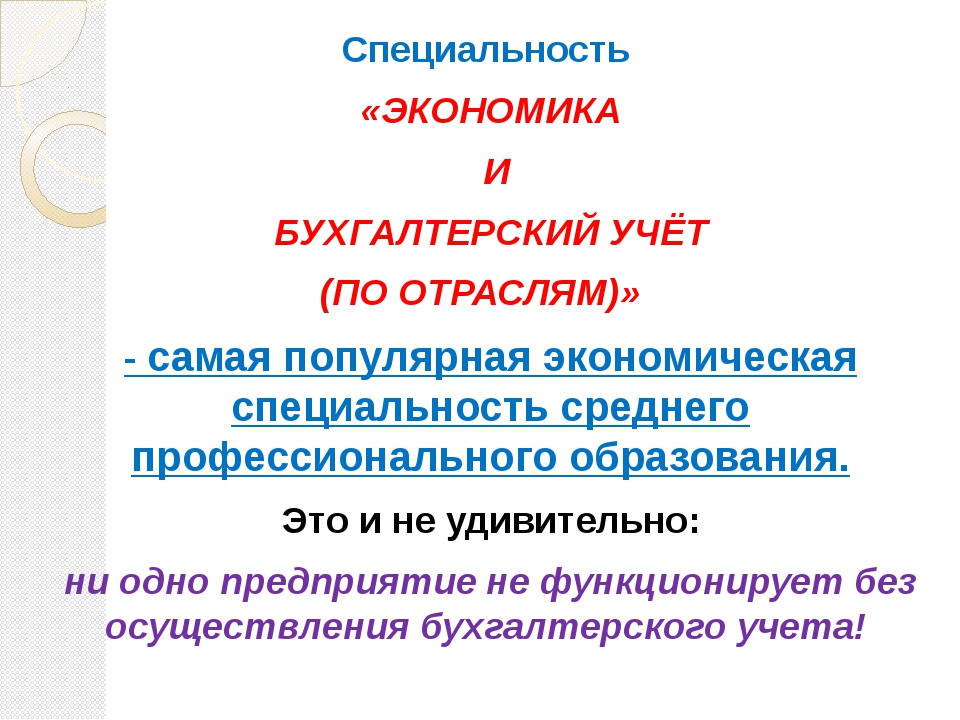 Специальность
«ЭКОНОМИКА
И
БУХГАЛТЕРСКИЙ УЧЁТ
(ПО ОТРАСЛЯМ)»
- самая популярная экономическая
специальность среднего
профессионального образования.
Это и не удивительно:
ни одно предприятие не функционирует без
осуществления бухгалтерского учета!